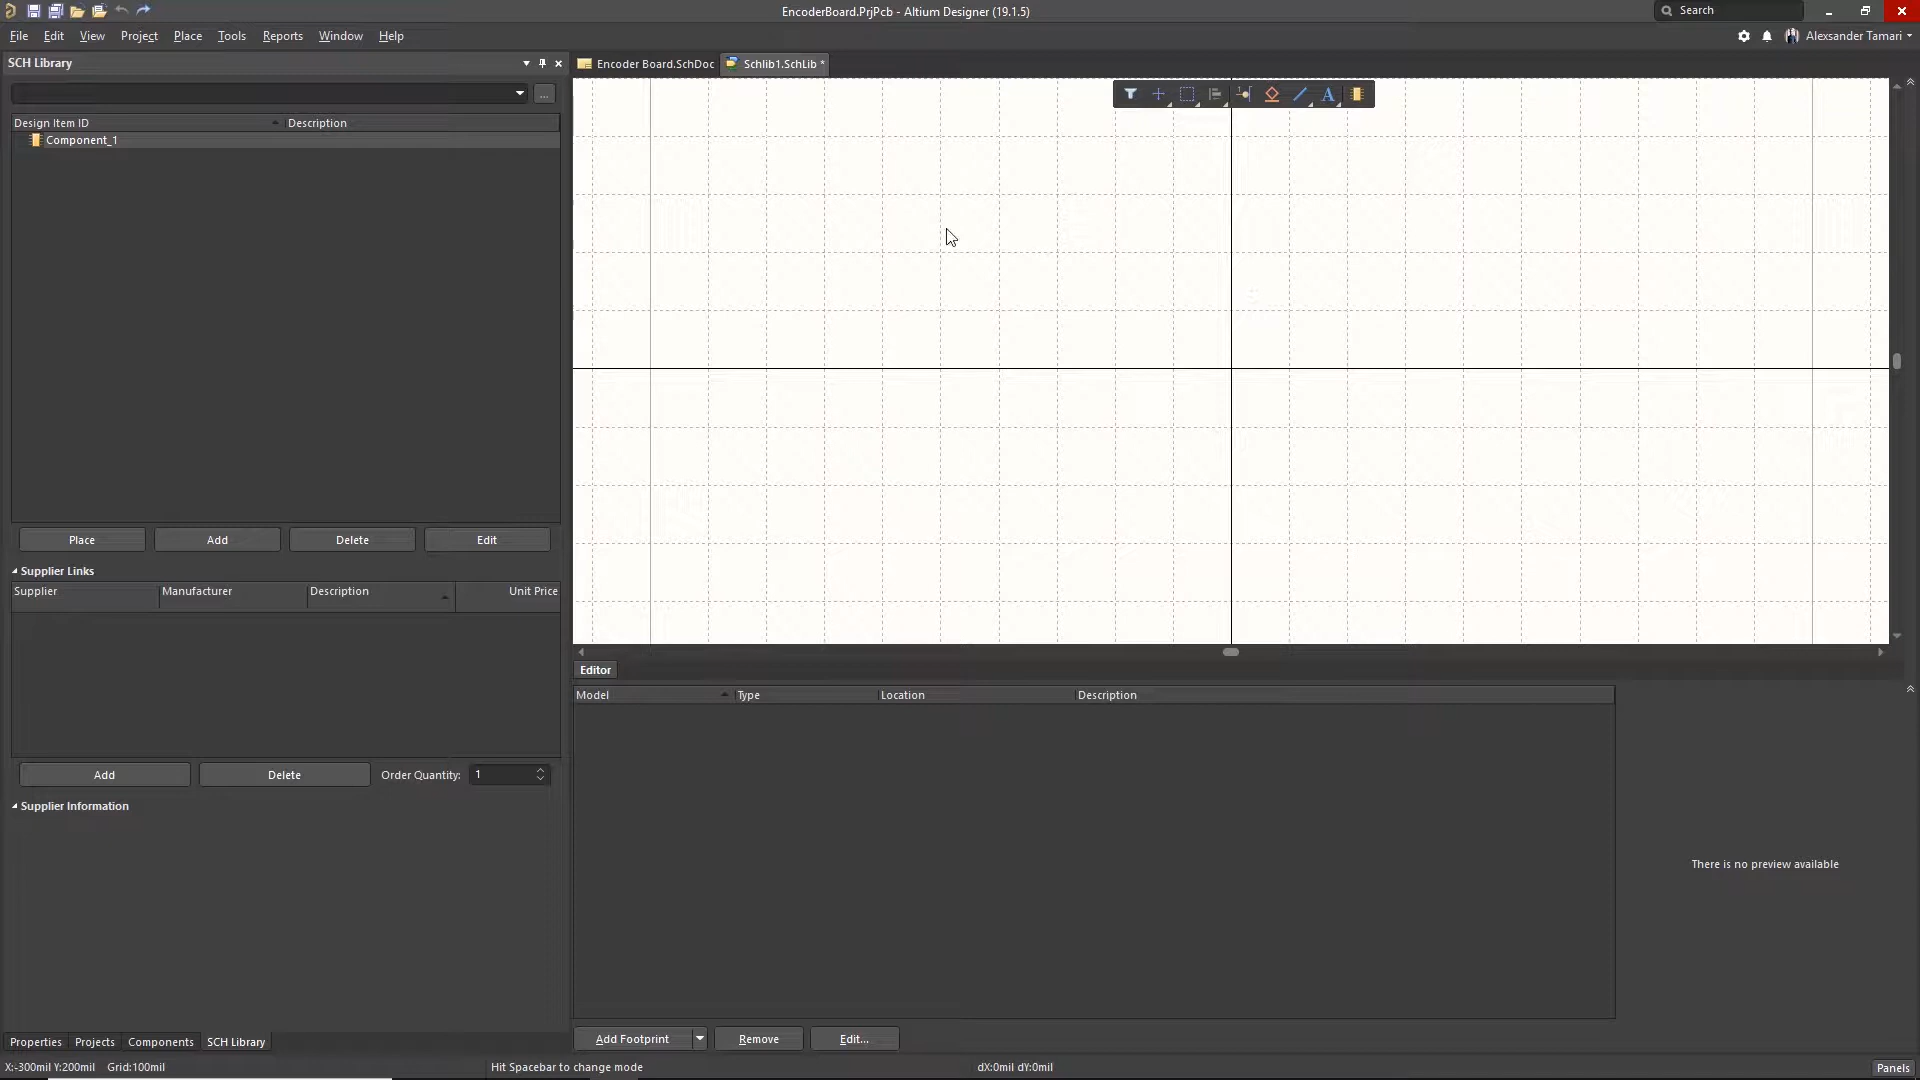 EncoderBoard.PrjPcb - Altium Designer (19.1.5)
Search
File Edit View Project Place Tools Reports Window Help
Alexsander Tamari
SCH Library
Encoder Board.SchDoc
Schlib1.SchLib *
...
A
Design Item ID Description
Component_1
Place Add Delete Edit
Supplier Links
Supplier Manufacturer Description Unit Price
Add Delete Order Quantity: 1
Supplier Information
Editor
Model Type Location Description
There is no preview available
Add Footprint Remove Edit...
Properties Projects Components SCH Library
X:-300mil Y:200mil Grid:100mil
Hit Spacebar to change mode
dX:0mil dY:0mil
Panels